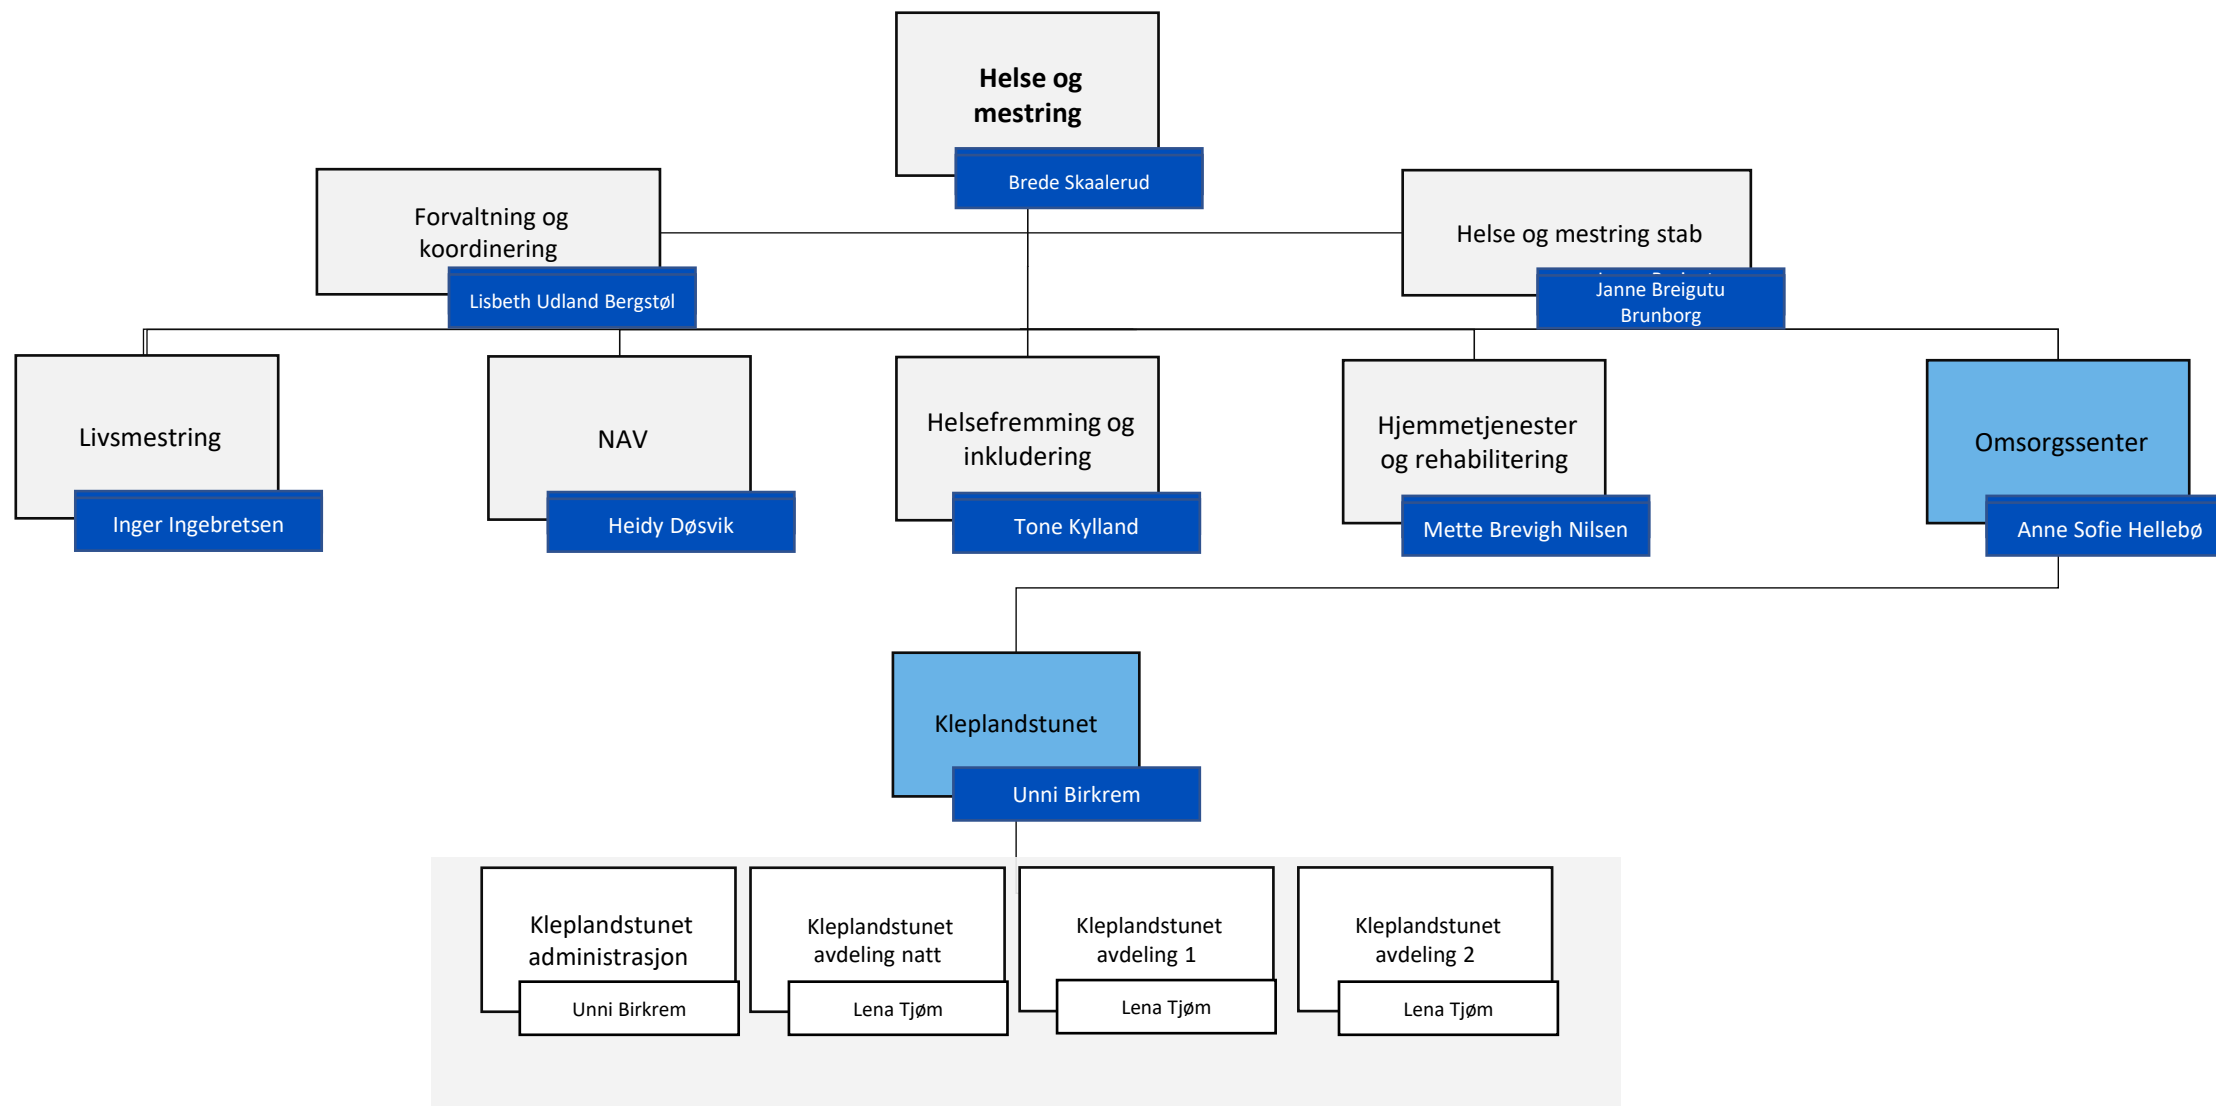 Helse og
mestring
Brede Skaalerud
Forvaltning og
koordinering
Lisbeth Udland Bergstøl
Helse og mestring stab
Janne Breigutu
Brunborg
Livsmestring
Inger Ingebretsen
NAV
Heidy Døsvik
Helsefremming og
inkludering
Tone Kylland
Hjemmetjenester
og rehabilitering
Mette Brevigh Nilsen
Omsorgssenter
Anne Sofie Hellebø
Kleplandstunet
Unni Birkrem
Kleplandstunet
administrasjon
Unni Birkrem
Kleplandstunet
avdeling natt
Lena Tjøm
Kleplandstunet
avdeling 1
Lena Tjøm
Kleplandstunet
avdeling 2
Lena Tjøm